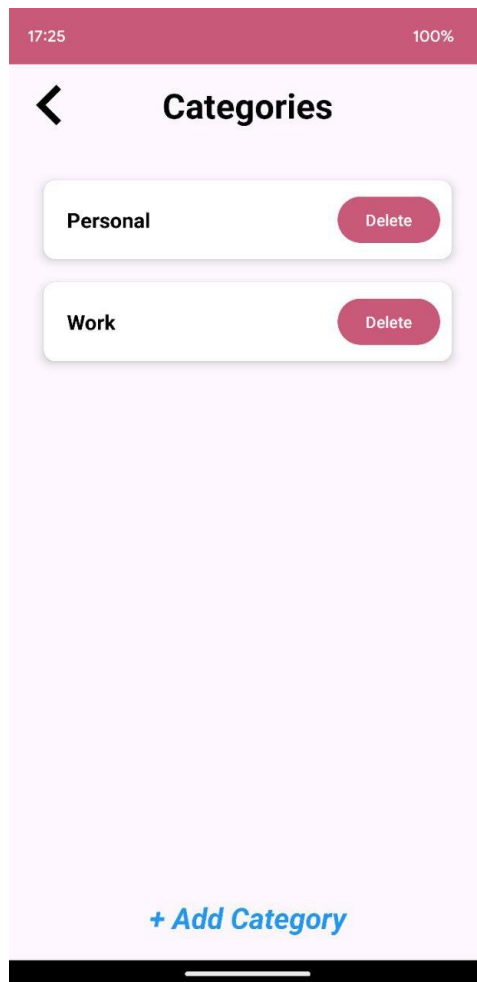 17:25 100%
Categories
Personal Delete
Work Delete
+ Add Category